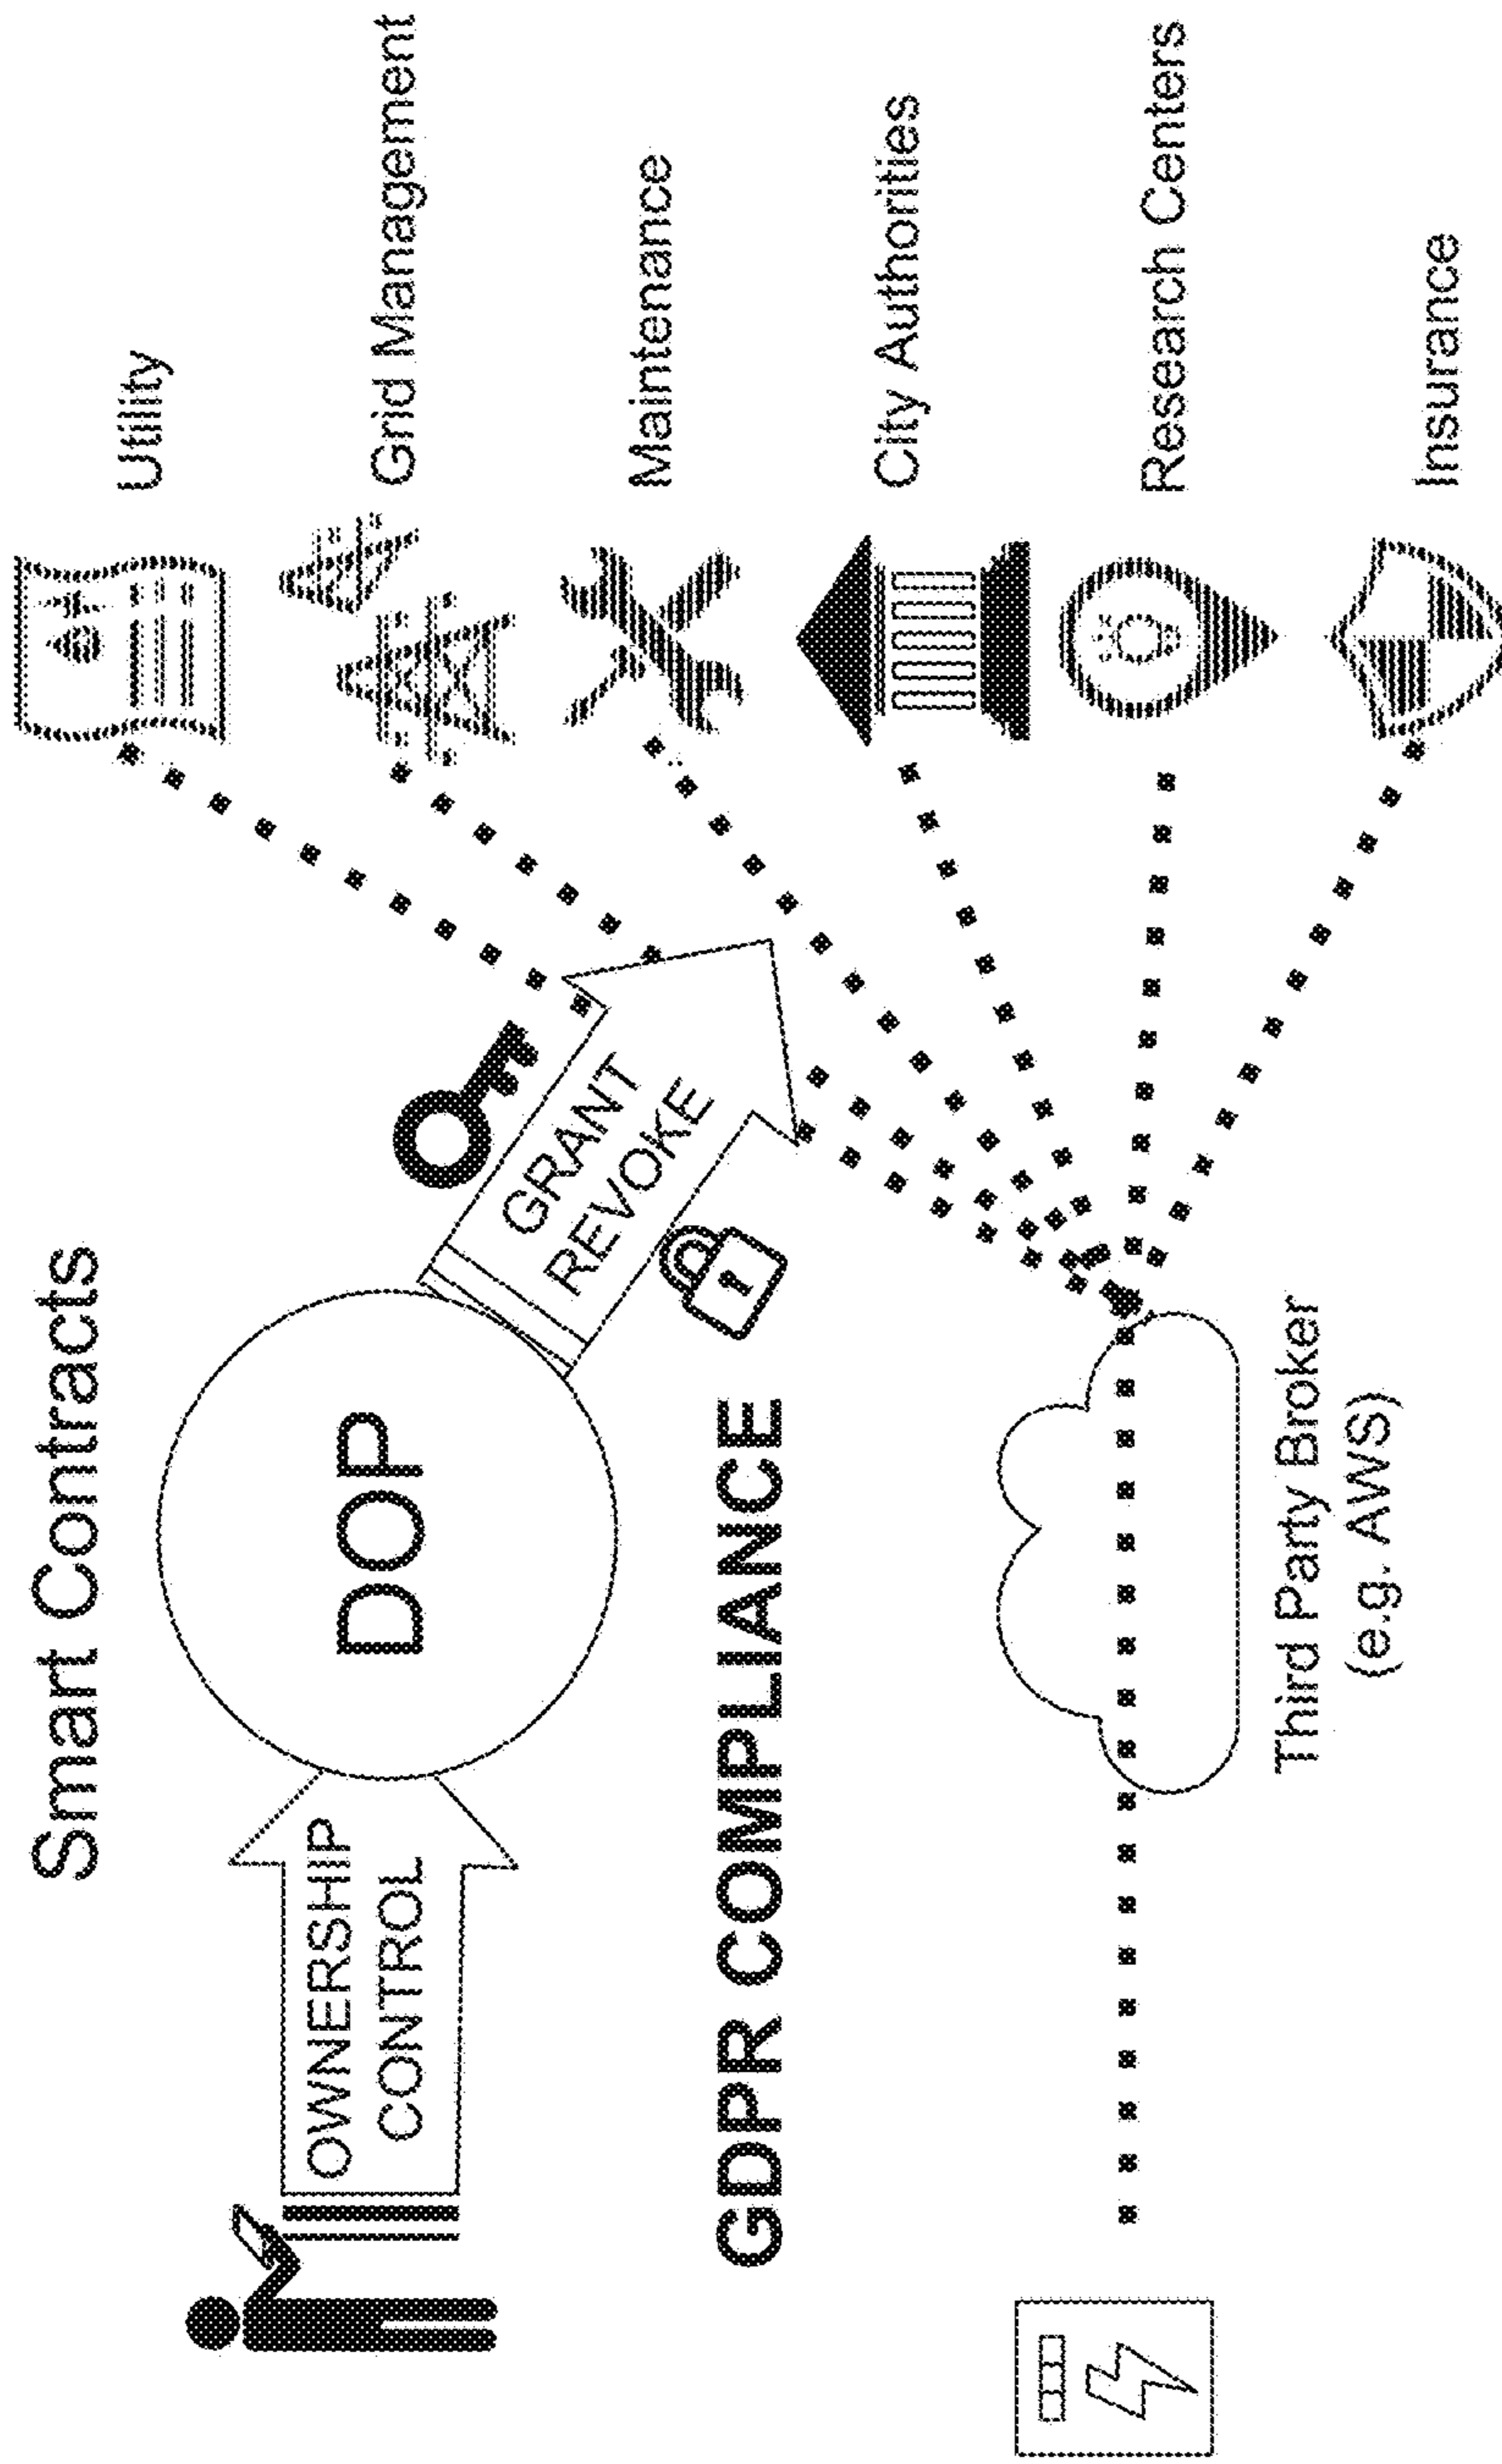 Smart Contracts
OWNERSHIP
CONTROL
DOP
GRANT
REVOKE
GDPR COMPLIANCE
Third Party Broker
(e.g. AWS)
Utility
Grid Management
Maintenance
City Authorities
Research Centers
Insurance